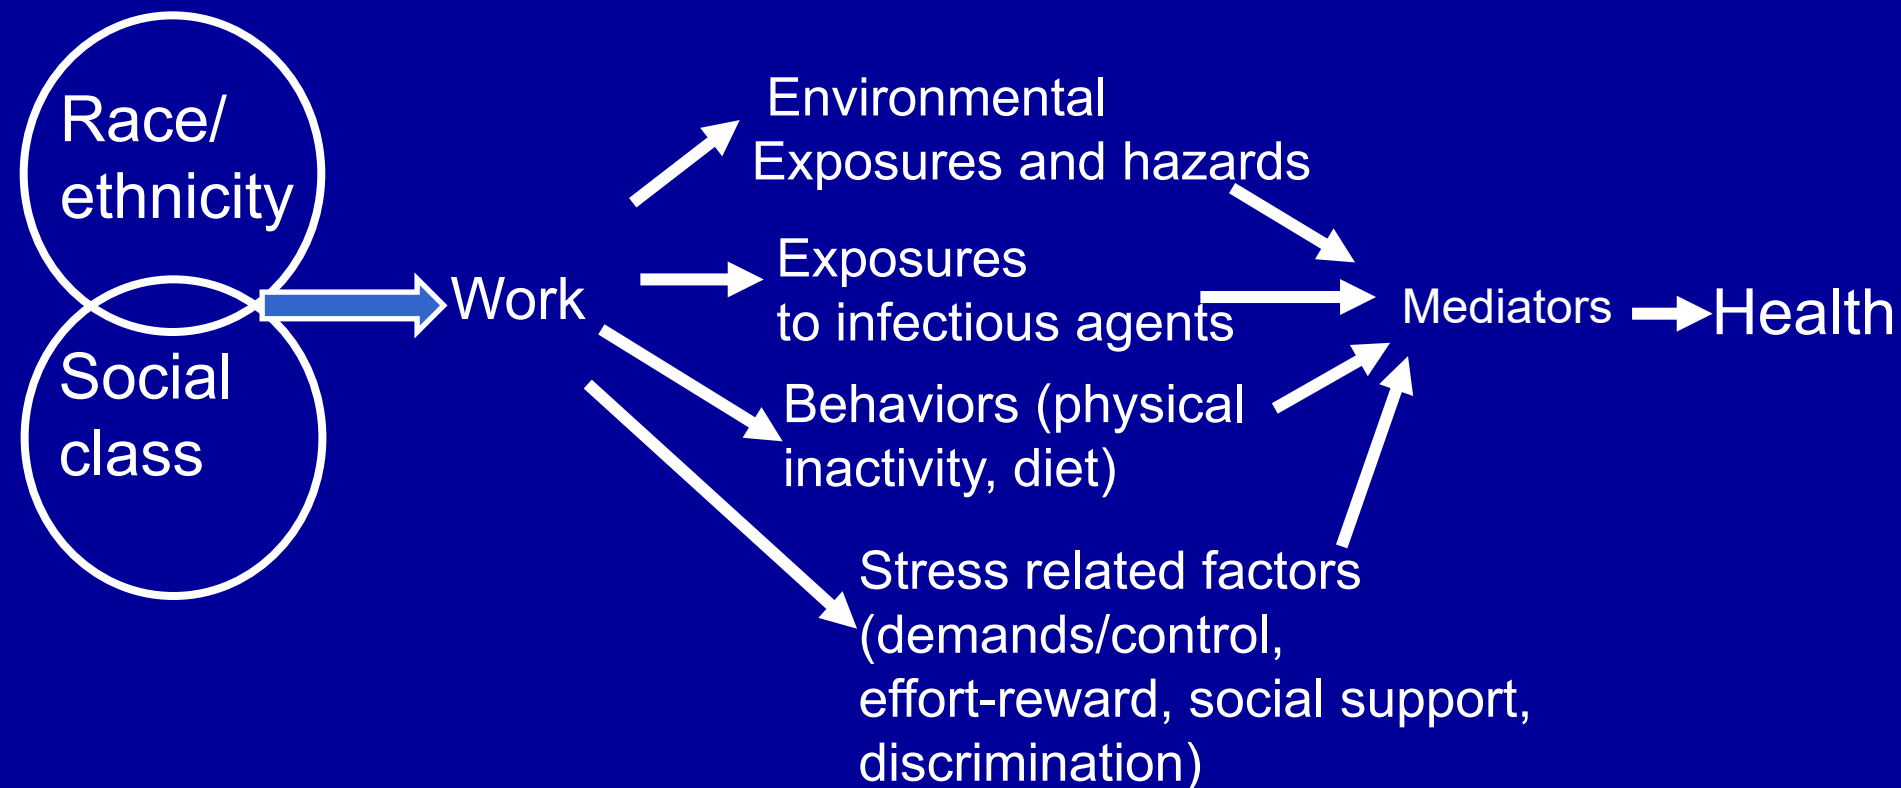 Race/
ethnicity
Social
class
Work
Environmental
Exposures and hazards
Exposures
to infectious agents
Behaviors (physical
inactivity, diet)
Stress related factors
(demands/control,
effort-reward, social support,
discrimination)
Mediators
Health